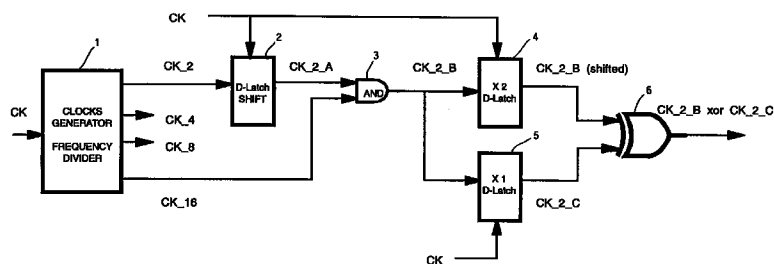 CK
1
2
4
CK_2
CK_2_A
3
CK_2_B
CK_2_B (shifted)
6
D-Latch
SHIFT
AND
X 2
D-Latch
CK_2_B xor CK_2_C
CK
CLOCKS
GENERATOR
FREQUENCY
DIVIDER
CK_4
CK_8
5
X 1
D-Latch
CK_16
CK_2_C
CK